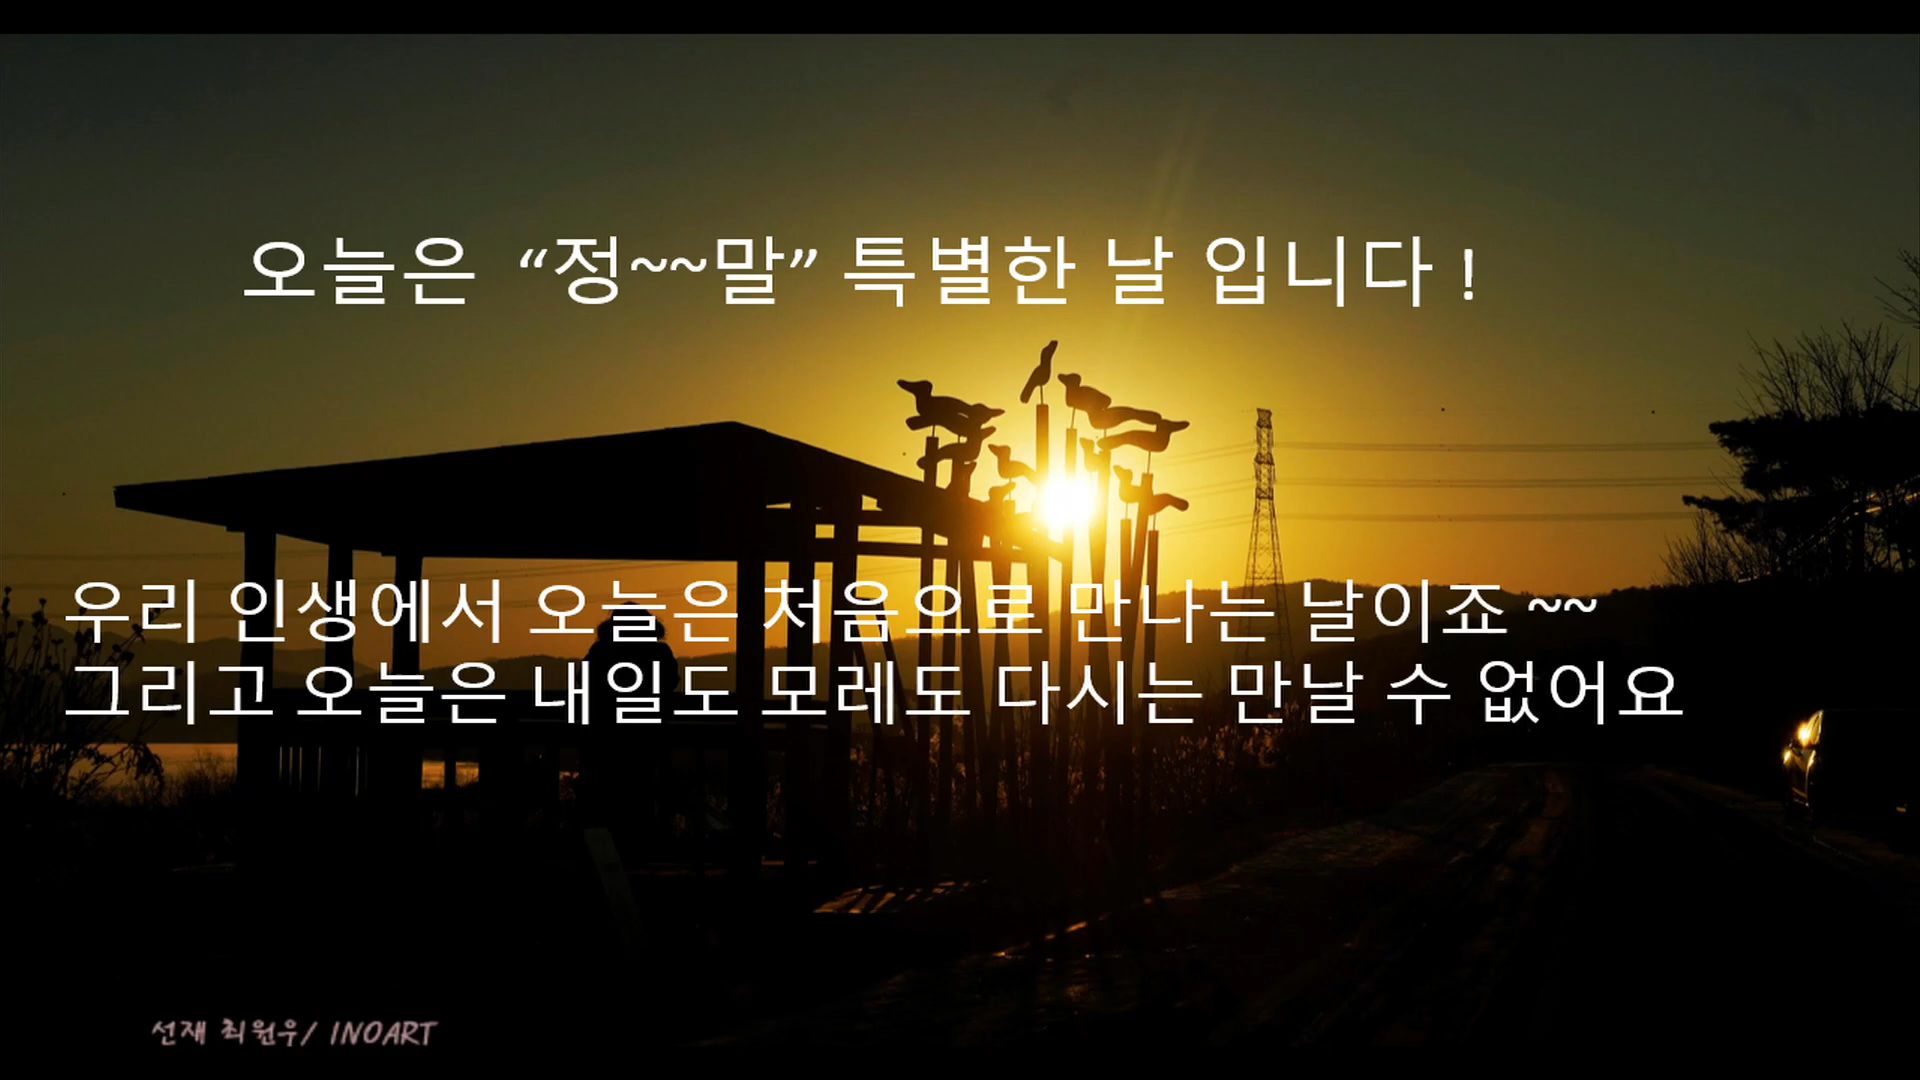 오늘은 “정~~말” 특별한 날 입니다 !
우리 인생에서 오늘은 처음으로 만나는 날이죠 ~~
그리고 오늘은 내일도 모레도 다시는 만날 수 없어요
선재 최원우/ INOART